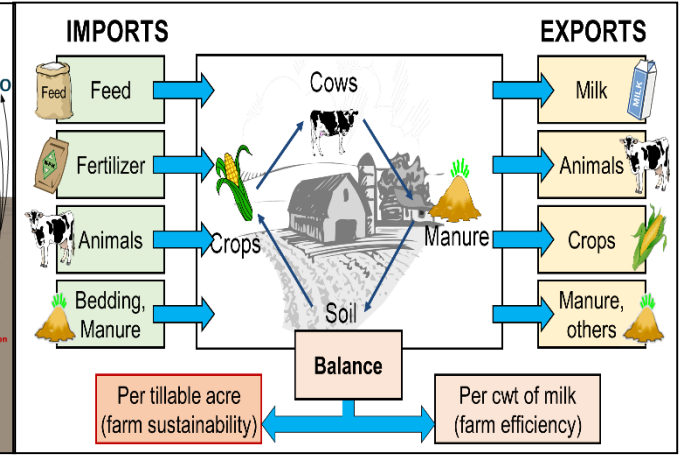 IMPORTS
EXPORTS
Feed
Feed
Fertilizer
Animals
Bedding,
Manure
Cows
Crops
Manure
Soil
Milk
MILK
Animals
Crops
Manure,
others
Balance
Per tillable acre
(farm sustainability)
Per cwt of milk
(farm efficiency)